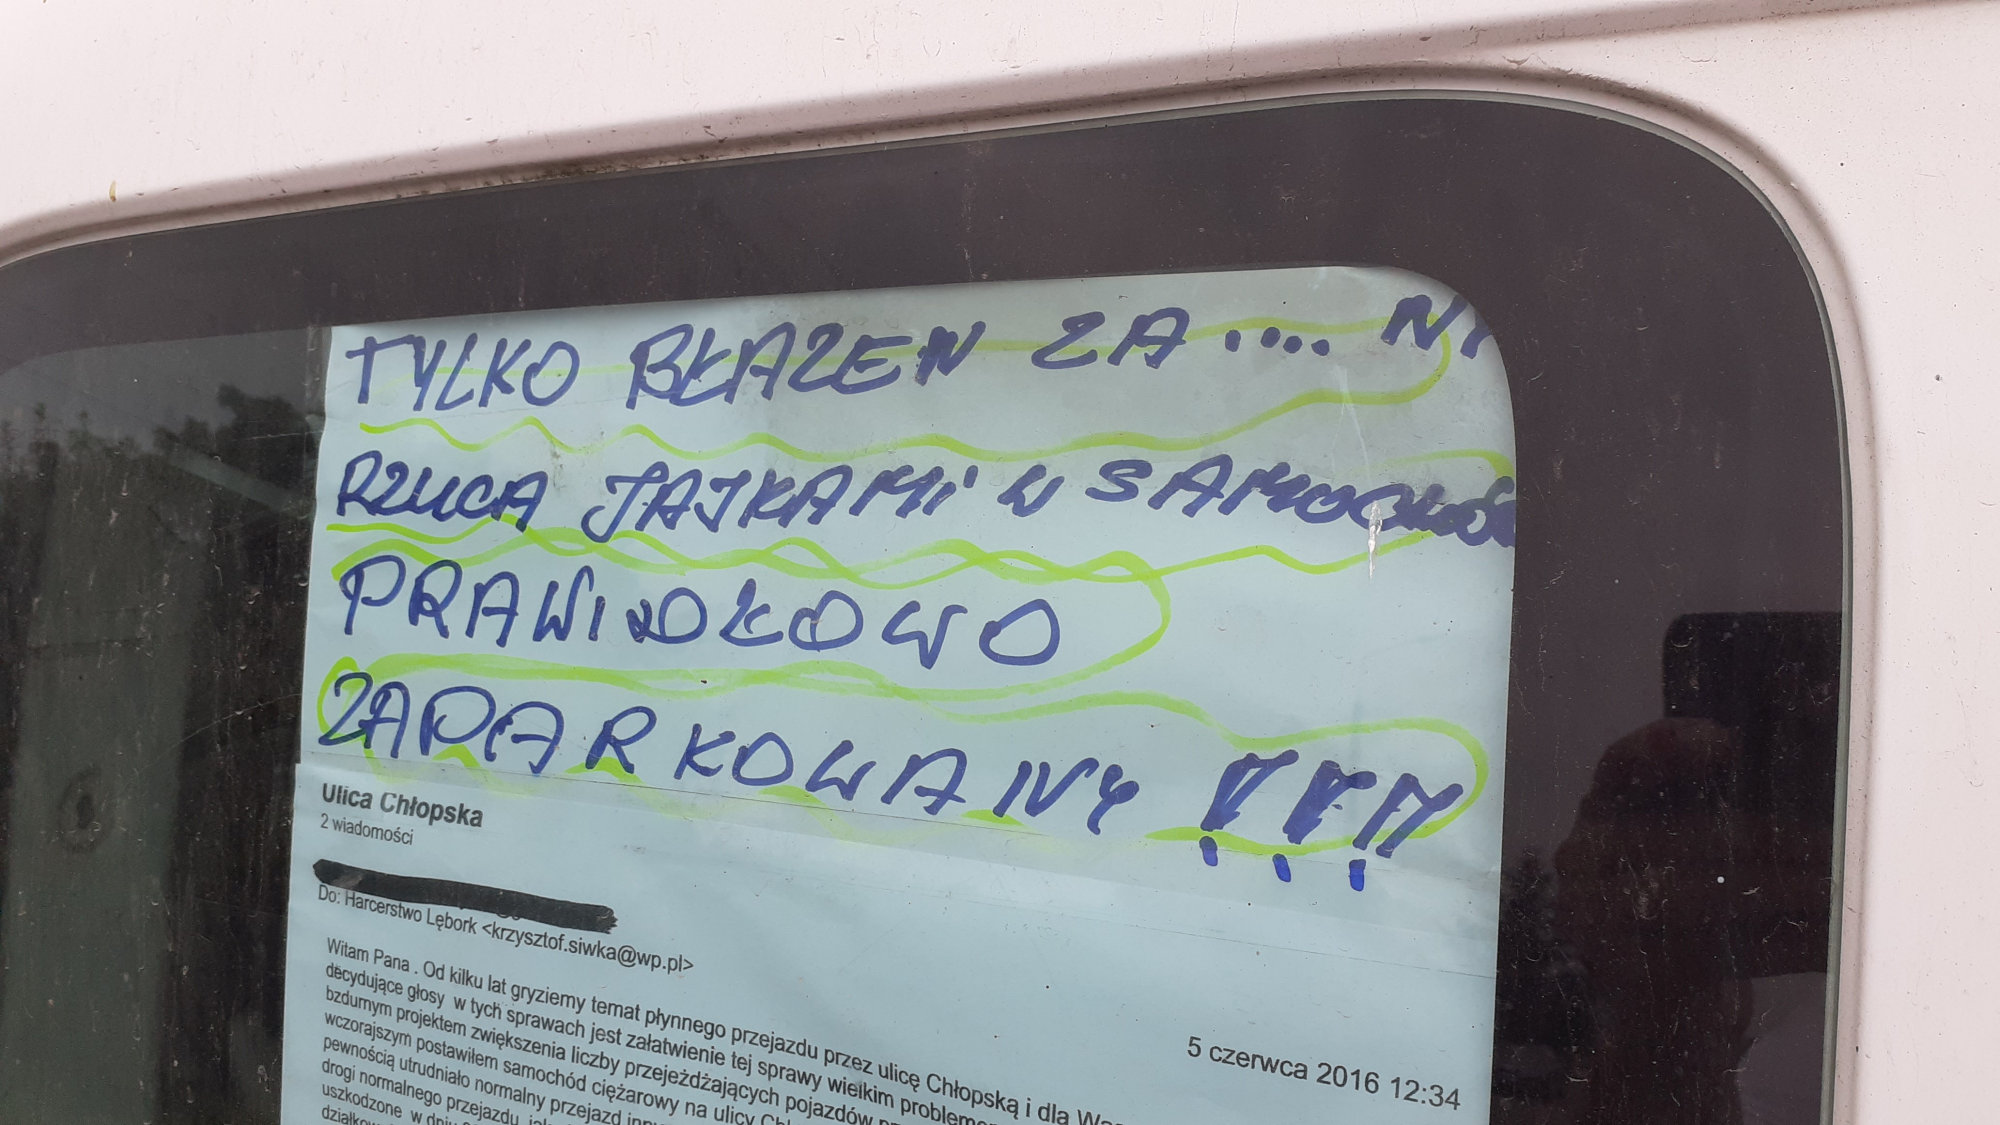 TYLKO BŁAZEN ZA....
RZUCA JAJKAMI W
PRAWIDŁOWO
ZAPARKOWANY !!!
Ulica Chłopska
2 wiadomości
Do: Harcerstwo Lębork <krzysztof.siwka@wp.pl>
5 czerwca 2016 12:34
Witam Pana . Od kilku lat gryziemy temat płynnego przejazdu przez ulicę Chłopską i dla
decydujące głosy w tych sprawach jest załatwienie tej sprawy wielkim
bzdurnym projektem zwiększenia liczby przejeżdżających pojazdów
wczorajszym postawiłem samochód ciężarowy na ulicy
pewnością utrudniało normalny przejazd
drogi normalnego przejazdu
uszkodzone w